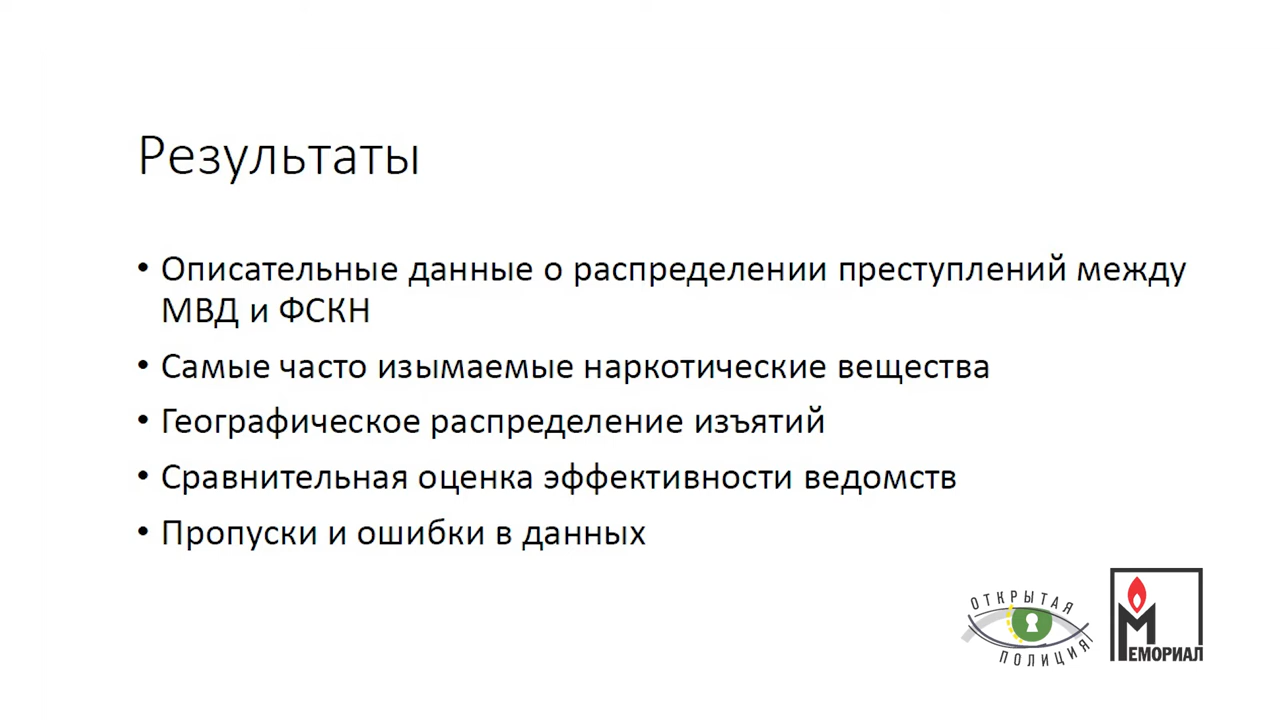 Результаты
• Описательные данные о распределении преступлений между
МВД и ФСКН
• Самые часто изымаемые наркотические вещества
• Географическое распределение изъятий
• Сравнительная оценка эффективности ведомств
• Пропуски и ошибки в данных
ОТКРЫТАЯ
ПОЛИЦИЯ
МЕМОРИАЛ